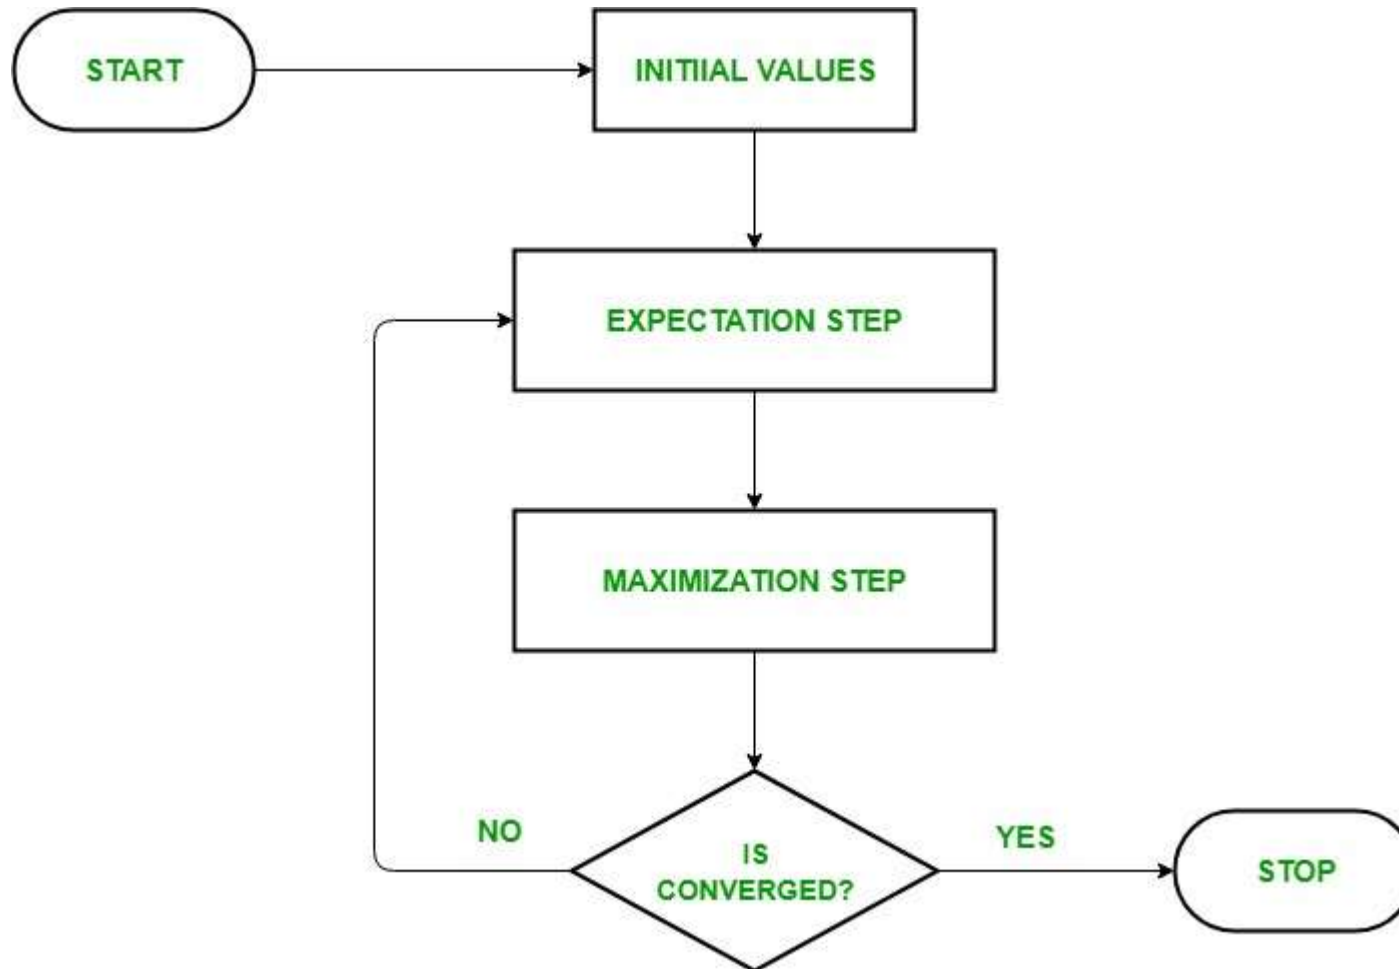 START
INITIIAL VALUES
EXPECTATION STEP
MAXIMIZATION STEP
NO
IS
CONVERGED?
YES
STOP